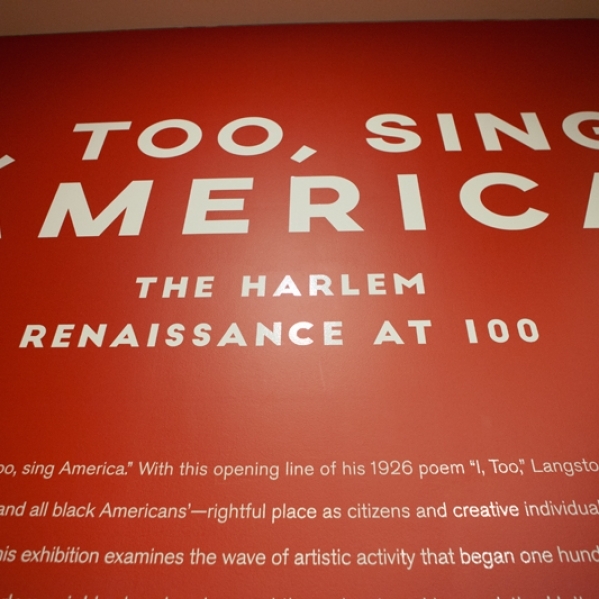 , TOO, SING
AMERICA
THE HARLEM
RENAISSANCE AT 100
oo, sing America." With this opening line of his 1926 poem "I, Too," Langsto
and all black Americans'—rightful place as citizens and creative individual
his exhibition examines the wave of artistic activity that began one hund